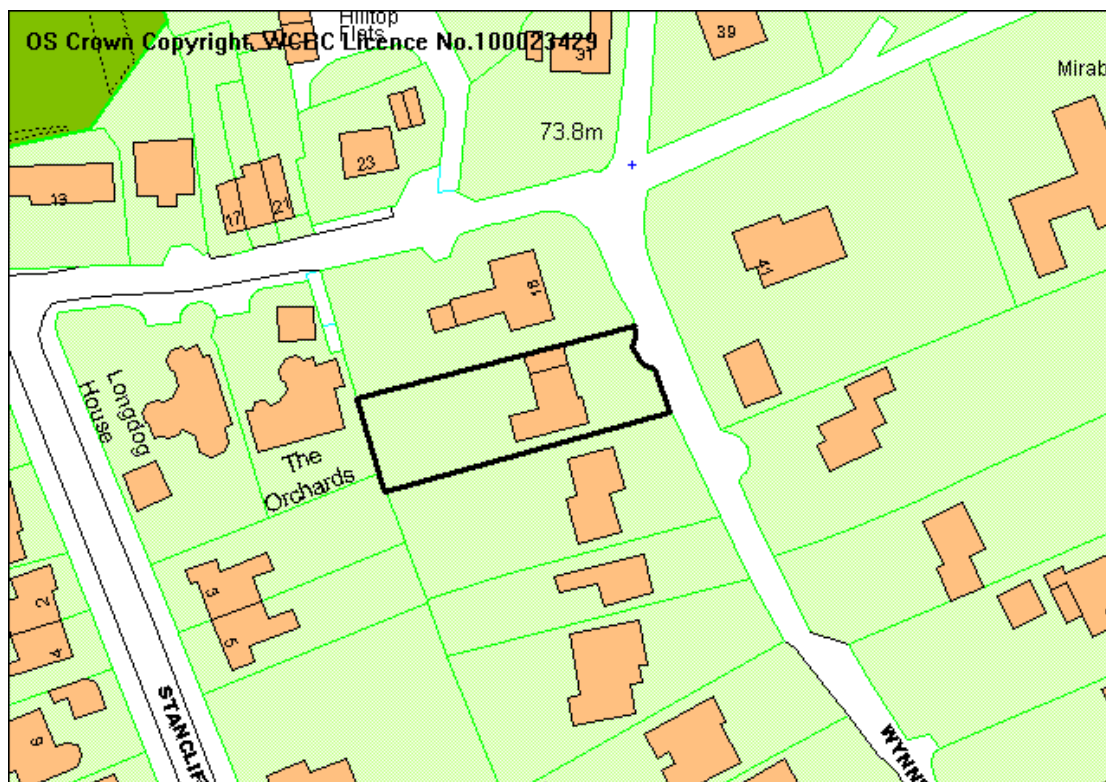 Hilltop
Flats
OS Crown Copyright. WCBC Licence No.100023429
31
39
Mirab
73.8m
23
13
17
21
18
41
Longdog
House
The
Orchards
3
5
2
4
6
STANCLIF
WYNN